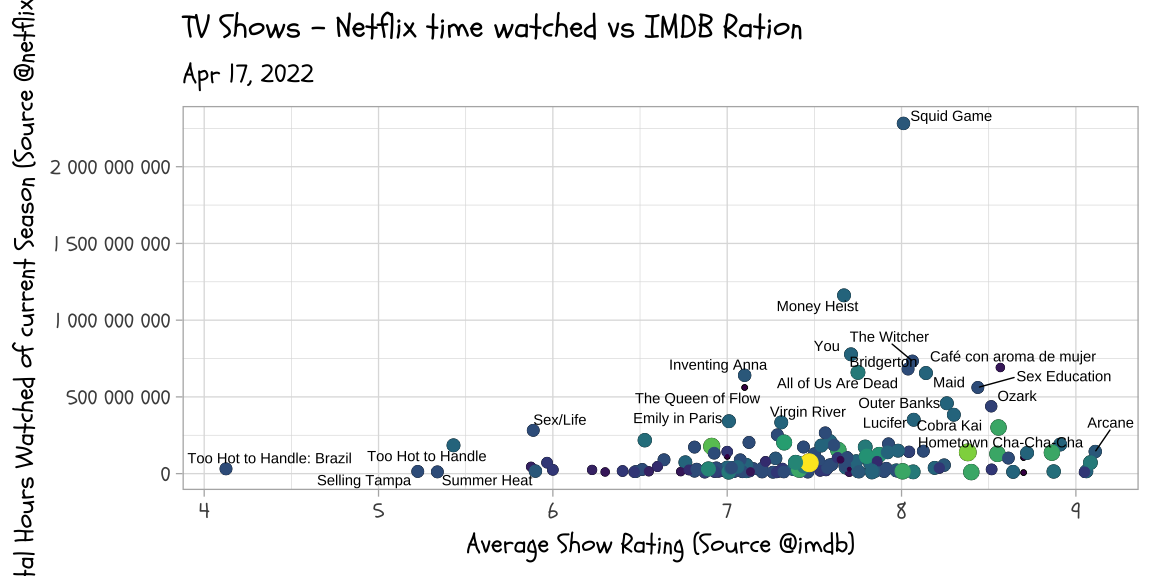 TV Shows – Netflix time watched vs IMDB Ration
Apr 17, 2022
tal Hours Watched of current Season (Source @netflix
2 000 000 000
1 500 000 000
1 000 000 000
500 000 000
0
Squid Game
Money Heist
The Witcher
You
Bridgerton
Café con aroma de mujer
Inventing Anna
All of Us Are Dead
Maid
Sex Education
The Queen of Flow
Outer Banks
Ozark
Emily in Paris
Virgin River
Sex/Life
Lucifer
Cobra Kai
Arcane
Hometown Cha-Cha-Cha
Too Hot to Handle: Brazil
Too Hot to Handle
Selling Tampa
Summer Heat
4
5
6
7
8
9
Average Show Rating (Source @imdb)